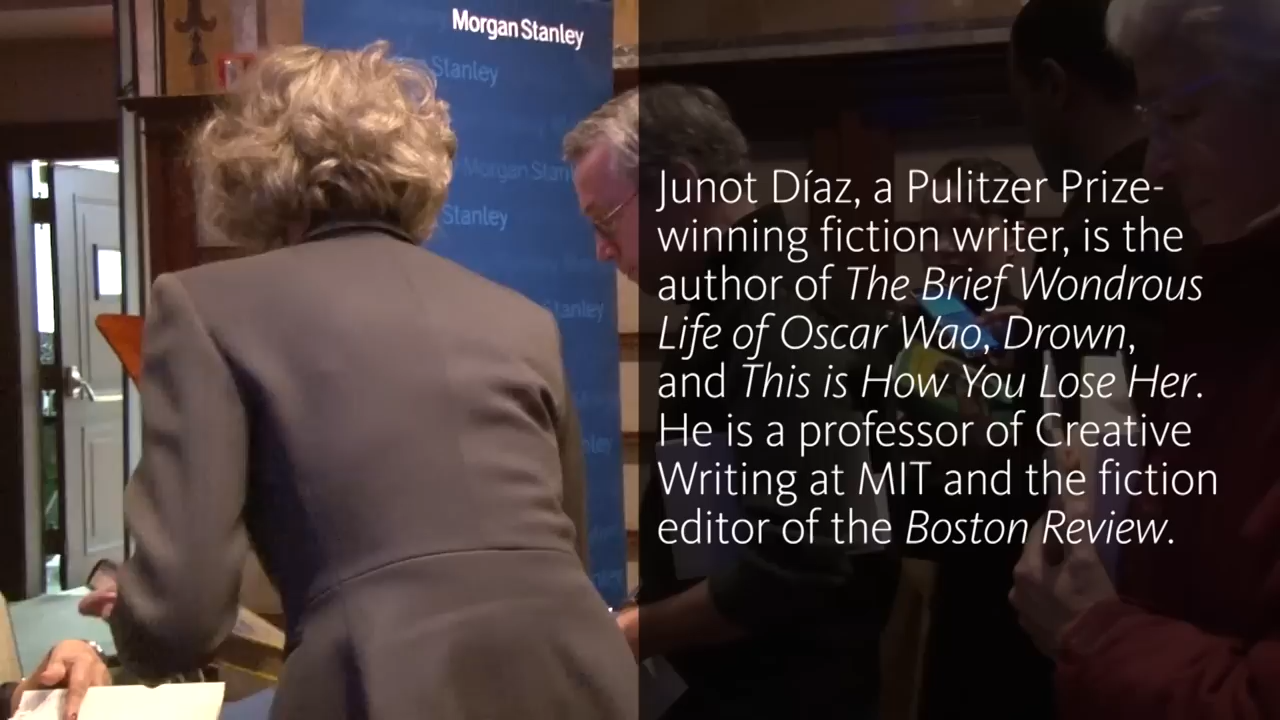 Morgan Stanley
Stanley
Morgan Stan
Stanley
Stanley
Junot Díaz, a Pulitzer Prize-
winning fiction writer, is the
author of The Brief Wondrous
Life of Oscar Wao, Drown,
and This is How You Lose Her.
He is a professor of Creative
Writing at MIT and the fiction
editor of the Boston Review.